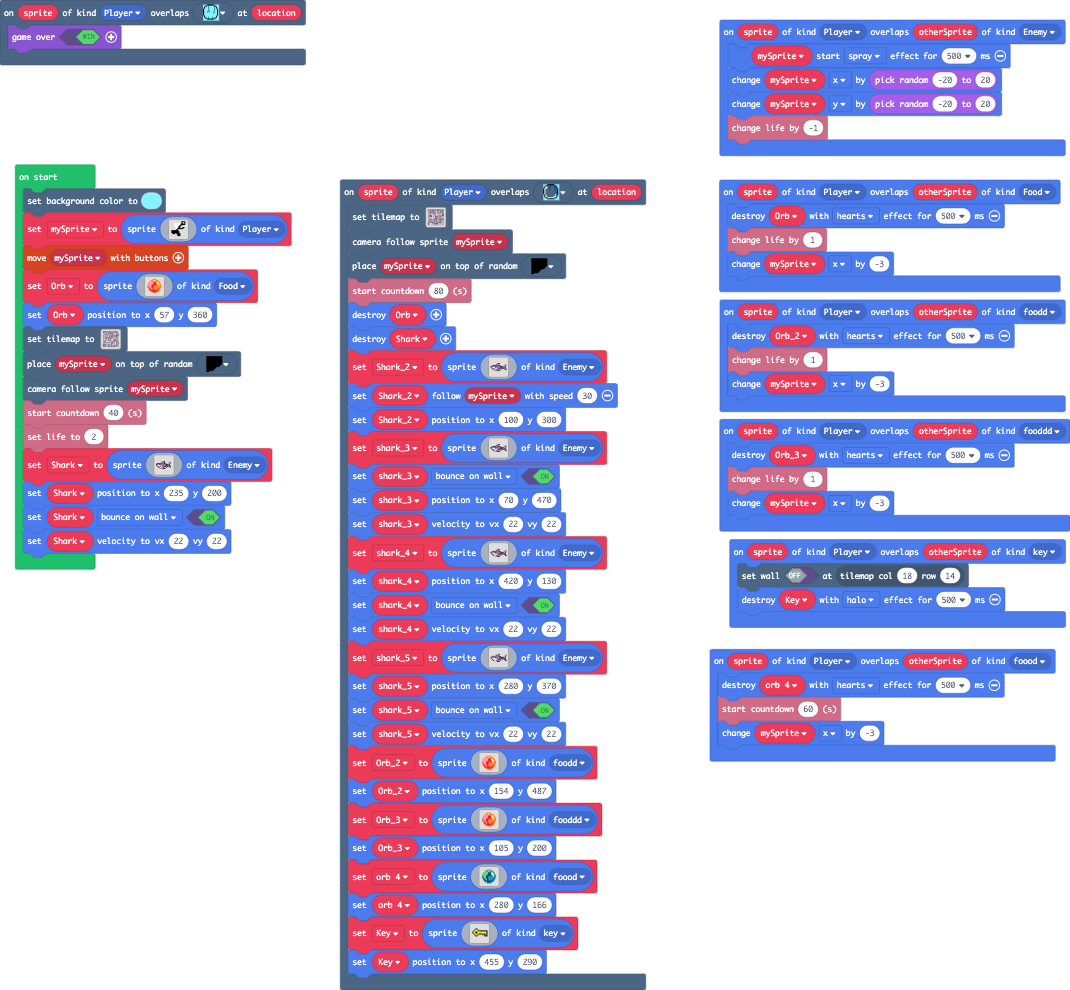 on sprite of kind Player overlaps at location
game over WIN
on start
set background color to
set mySprite to sprite of kind Player
move mySprite with buttons
set Orb to sprite of kind Food
set Orb position to x 57 y 360
set tilemap to
place mySprite on top of random
camera follow sprite mySprite
start countdown 40 (s)
set life to 2
set Shark to sprite of kind Enemy
set Shark position to x 235 y 200
set Shark bounce on wall ON
set Shark velocity to vx 22 vy 22
on sprite of kind Player overlaps at location
set tilemap to
camera follow sprite mySprite
place mySprite on top of random
start countdown 80 (s)
destroy Orb
destroy Shark
set Shark_2 to sprite of kind Enemy
set Shark_2 follow mySprite with speed 30
set Shark_2 position to x 100 y 300
set shark_3 to sprite of kind Enemy
set shark_3 bounce on wall ON
set shark_3 position to x 70 y 470
set shark_3 velocity to vx 22 vy 22
set shark_4 to sprite of kind Enemy
set shark_4 position to x 420 y 130
set shark_4 bounce on wall ON
set shark_4 velocity to vx 22 vy 22
set shark_5 to sprite of kind Enemy
set shark_5 position to x 280 y 370
set shark_5 bounce on wall ON
set shark_5 velocity to vx 22 vy 22
set Orb_2 to sprite of kind foodd
set Orb_2 position to x 154 y 487
set Orb_3 to sprite of kind fooddd
set Orb_3 position to x 105 y 200
set orb 4 to sprite of kind foood
set orb 4 position to x 280 y 166
set Key to sprite of kind key
set Key position to x 455 y 290
on sprite of kind Player overlaps otherSprite of kind Enemy
mySprite start spray effect for 500 ms
change mySprite x by pick random -20 to 20
change mySprite y by pick random -20 to 20
change life by -1
on sprite of kind Player overlaps otherSprite of kind Food
destroy Orb with hearts effect for 500 ms
change life by 1
change mySprite x by -3
on sprite of kind Player overlaps otherSprite of kind foodd
destroy Orb_2 with hearts effect for 500 ms
change life by 1
change mySprite x by -3
on sprite of kind Player overlaps otherSprite of kind fooddd
destroy Orb_3 with hearts effect for 500 ms
change life by 1
change mySprite x by -3
on sprite of kind Player overlaps otherSprite of kind key
set wall OFF at tilemap col 18 row 14
destroy Key with halo effect for 500 ms
on sprite of kind Player overlaps otherSprite of kind foood
destroy orb 4 with hearts effect for 500 ms
start countdown 60 (s)
change mySprite x by -3